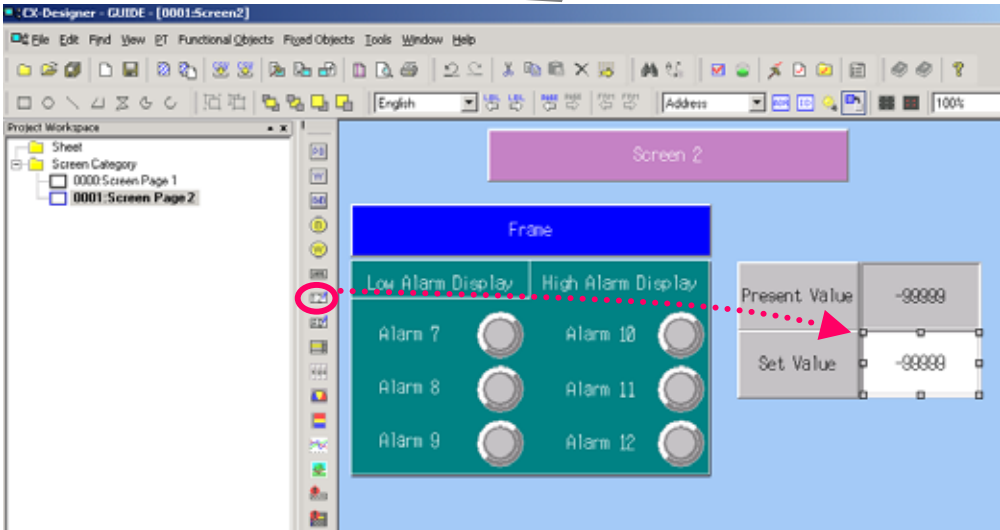 CX-Designer - GUIDE - [0001:Screen2]
File Edit Find View PT Functional Objects Fixed Objects Tools Window Help
English Address 100%
Project Workspace
Sheet
Screen Category
0000:Screen Page 1
0001:Screen Page 2
Screen 2
Frame
Low Alarm Display High Alarm Display
Present Value -99999
Alarm 7 Alarm 10
Set Value -99999
Alarm 8 Alarm 11
Alarm 9 Alarm 12